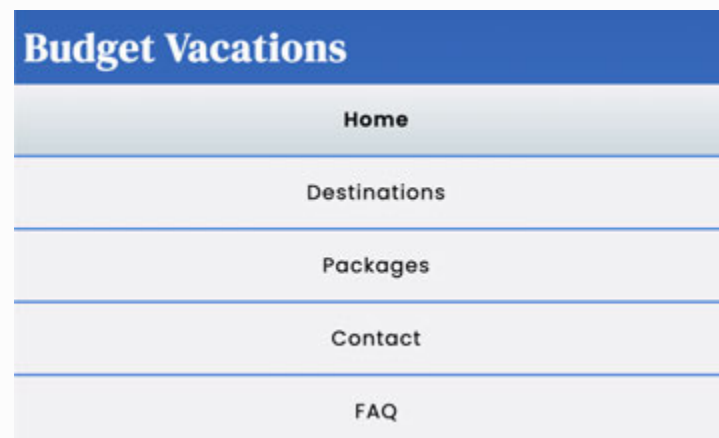 Budget Vacations
Home
Destinations
Packages
Contact
FAQ